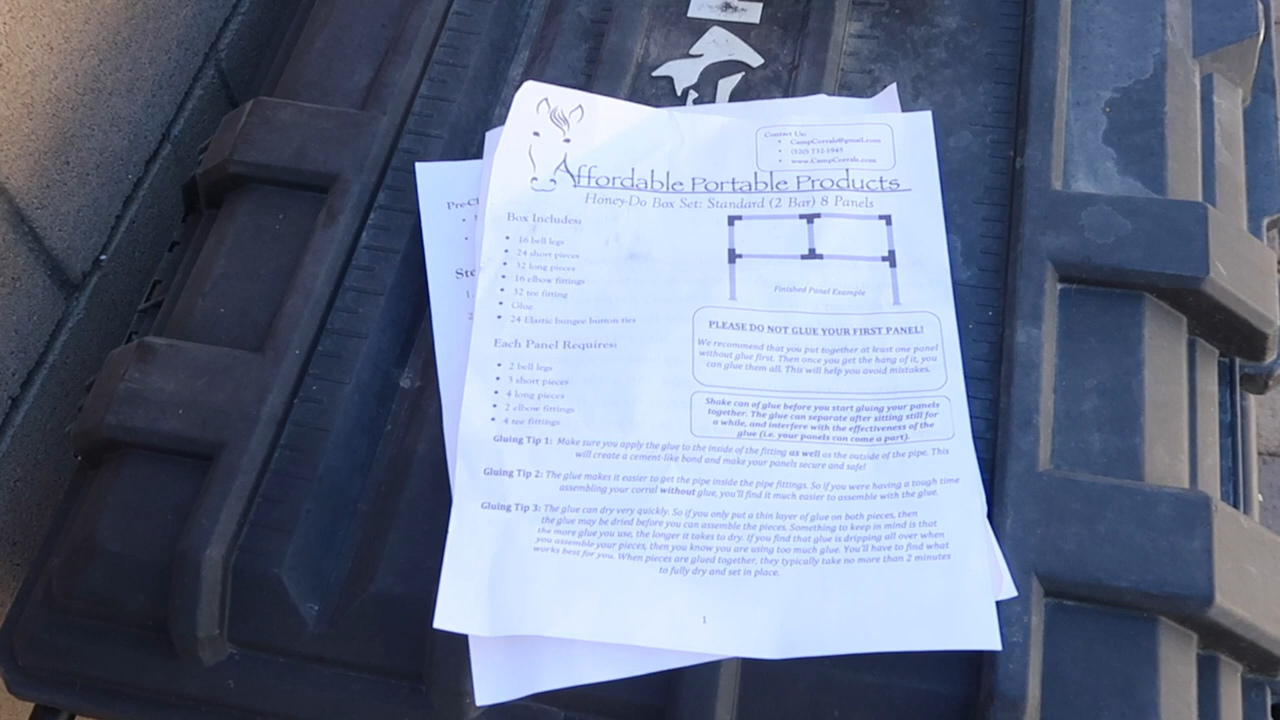 Contact Us:
• CampCorrals@gmail.com
• (520) 732-1945
• www.CampCorrals.com
Affordable Portable Products
Honey-Do Box Set: Standard (2 Bar) 8 Panels
Box Includes:
• 16 bell legs
• 24 short pieces
• 32 long pieces
• 16 elbow fittings
• 32 tee fitting
• Glue
• 24 Elastic bungee button ties
Finished Panel Example
Each Panel Requires:
• 2 bell legs
• 3 short pieces
• 4 long pieces
• 2 elbow fittings
• 4 tee fittings
PLEASE DO NOT GLUE YOUR FIRST PANEL!
We recommend that you put together at least one panel
without glue first. Then once you get the hang of it, you
can glue them all. This will help you avoid mistakes.
Shake can of glue before you start gluing your panels
together. The glue can separate after sitting still for
a while, and interfere with the effectiveness of the
glue (i.e. your panels can come a part).
Gluing Tip 1: Make sure you apply the glue to the inside of the fitting as well as the outside of the pipe. This
will create a cement-like bond and make your panels secure and safe!
Gluing Tip 2: The glue makes it easier to get the pipe inside the pipe fittings. So if you were having a tough time
assembling your corral without glue, you'll find it much easier to assemble with the glue.
Gluing Tip 3: The glue can dry very quickly. So if you only put a thin layer of glue on both pieces, then
the glue may be dried before you can assemble the pieces. Something to keep in mind is that
the more glue you use, the longer it takes to dry. If you find that glue is dripping all over when
you assemble your pieces, then you know you are using too much glue. You'll have to find what
works best for you. When pieces are glued together, they typically take no more than 2 minutes
to fully dry and set in place.
1
Pre-C
Ste
1.
2